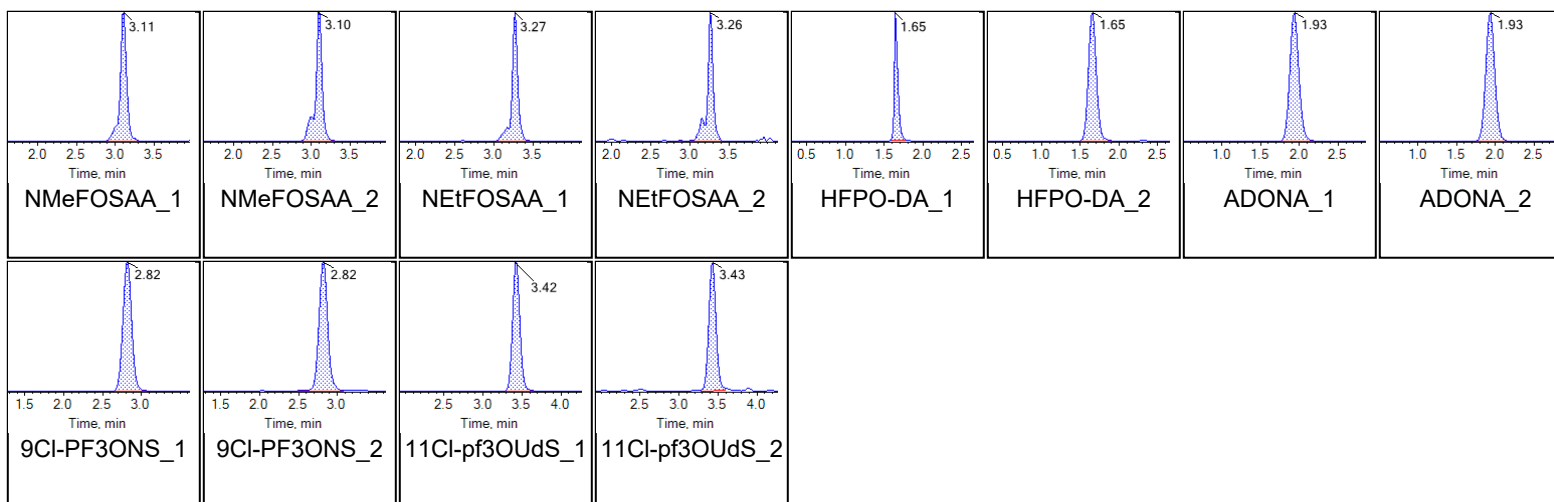 3.11 3.10 3.27 3.26 1.65 1.65 1.93 1.93
2.0 2.5 3.0 3.5 2.0 2.5 3.0 3.5 2.0 2.5 3.0 3.5 2.0 2.5 3.0 3.5 0.5 1.0 1.5 2.0 2.5 0.5 1.0 1.5 2.0 2.5 1.0 1.5 2.0 2.5 1.0 1.5 2.0 2.5
Time, min Time, min Time, min Time, min Time, min Time, min Time, min Time, min
NMeFOSAA_1 NMeFOSAA_2 NEtFOSAA_1 NEtFOSAA_2 HFPO-DA_1 HFPO-DA_2 ADONA_1 ADONA_2
2.82 2.82 3.42 3.43
1.5 2.0 2.5 3.0 1.5 2.0 2.5 3.0 2.5 3.0 3.5 4.0 2.5 3.0 3.5 4.0
Time, min Time, min Time, min Time, min
9Cl-PF3ONS_1 9Cl-PF3ONS_2 11Cl-pf3OUdS_1 11Cl-pf3OUdS_2